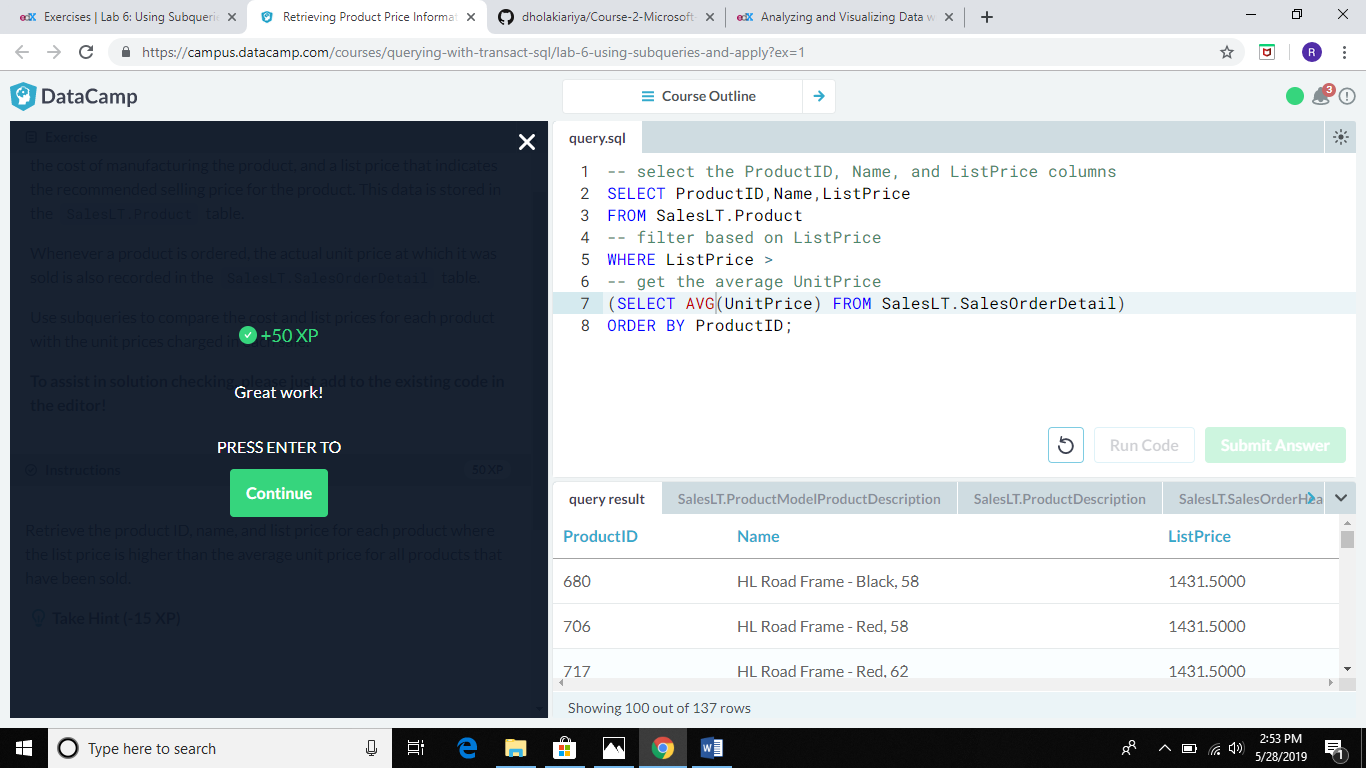 Exercises | Lab 6: Using Subqueri
Retrieving Product Price Informat
dholakiariya/Course-2-Microsoft-
Analyzing and Visualizing Data w
https://campus.datacamp.com/courses/querying-with-transact-sql/lab-6-using-subqueries-and-apply?ex=1
R
DataCamp
Course Outline
3
Exercise
the cost of manufacturing the product, and a list price that indicates
the recommended selling price for the product. This data is stored in
the SalesLT.Product table.
Whenever a product is ordered, the actual unit price at which it was
sold is also recorded in the SalesLT.SalesOrderDetail table.
Use subqueries to compare the cost and list prices for each product
with the unit prices charged in
+50 XP
To assist in solution checking, please just add to the existing code in
the editor!
Great work!
PRESS ENTER TO
Continue
Instructions
50 XP
Retrieve the product ID, name, and list price for each product where
the list price is higher than the average unit price for all products that
have been sold.
Take Hint (-15 XP)
query.sql
1 -- select the ProductID, Name, and ListPrice columns
2 SELECT ProductID,Name,ListPrice
3 FROM SalesLT.Product
4 -- filter based on ListPrice
5 WHERE ListPrice >
6 -- get the average UnitPrice
7 (SELECT AVG(UnitPrice) FROM SalesLT.SalesOrderDetail)
8 ORDER BY ProductID;
Run Code
Submit Answer
query result
SalesLT.ProductModelProductDescription
SalesLT.ProductDescription
SalesLT.SalesOrderHea
ProductID Name ListPrice
680 HL Road Frame - Black, 58 1431.5000
706 HL Road Frame - Red, 58 1431.5000
717 HL Road Frame - Red, 62 1431.5000
Showing 100 out of 137 rows
Type here to search
2:53 PM
5/28/2019
1